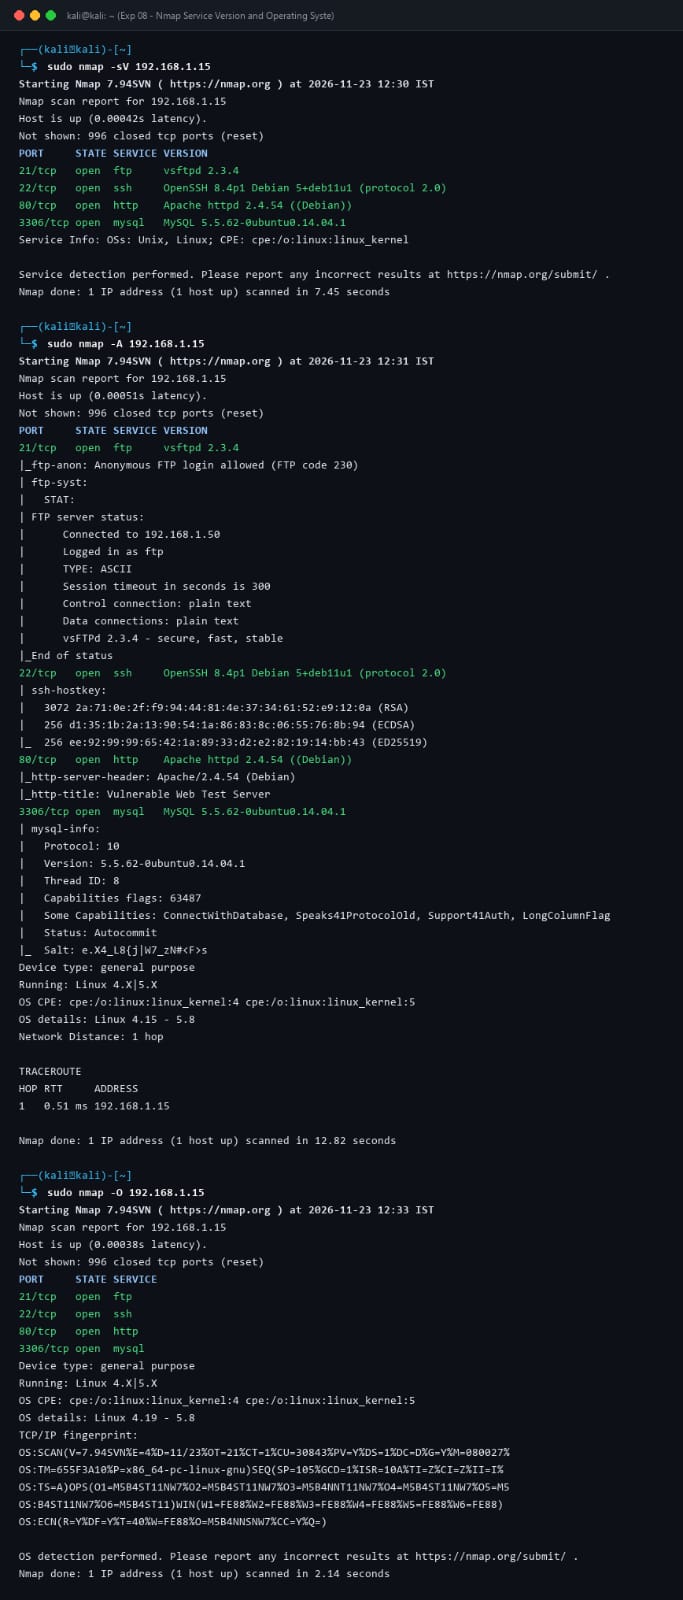 kali@kali: ~ (Exp 08 - Nmap Service Version and Operating Syste)
┌──(kali㉿kali)-[~]
└─$ sudo nmap -sV 192.168.1.15
Starting Nmap 7.94SVN ( https://nmap.org ) at 2026-11-23 12:30 IST
Nmap scan report for 192.168.1.15
Host is up (0.00042s latency).
Not shown: 996 closed tcp ports (reset)
PORT     STATE SERVICE VERSION
21/tcp   open  ftp     vsftpd 2.3.4
22/tcp   open  ssh     OpenSSH 8.4p1 Debian 5+deb11u1 (protocol 2.0)
80/tcp   open  http    Apache httpd 2.4.54 ((Debian))
3306/tcp open  mysql   MySQL 5.5.62-0ubuntu0.14.04.1
Service Info: OSs: Unix, Linux; CPE: cpe:/o:linux:linux_kernel

Service detection performed. Please report any incorrect results at https://nmap.org/submit/ .
Nmap done: 1 IP address (1 host up) scanned in 7.45 seconds

┌──(kali㉿kali)-[~]
└─$ sudo nmap -A 192.168.1.15
Starting Nmap 7.94SVN ( https://nmap.org ) at 2026-11-23 12:31 IST
Nmap scan report for 192.168.1.15
Host is up (0.00051s latency).
Not shown: 996 closed tcp ports (reset)
PORT     STATE SERVICE VERSION
21/tcp   open  ftp     vsftpd 2.3.4
|_ftp-anon: Anonymous FTP login allowed (FTP code 230)
| ftp-syst:
|   STAT:
| FTP server status:
|      Connected to 192.168.1.50
|      Logged in as ftp
|      TYPE: ASCII
|      Session timeout in seconds is 300
|      Control connection: plain text
|      Data connections: plain text
|      vsFTPd 2.3.4 - secure, fast, stable
|_End of status
22/tcp   open  ssh     OpenSSH 8.4p1 Debian 5+deb11u1 (protocol 2.0)
| ssh-hostkey:
|   3072 2a:71:0e:2f:f9:94:44:81:4e:37:34:61:52:e9:12:0a (RSA)
|   256 d1:35:1b:2a:13:90:54:1a:86:83:8c:06:55:76:8b:94 (ECDSA)
|_  256 ee:92:99:99:65:42:1a:89:33:d2:e2:82:19:14:bb:43 (ED25519)
80/tcp   open  http    Apache httpd 2.4.54 ((Debian))
|_http-server-header: Apache/2.4.54 (Debian)
|_http-title: Vulnerable Web Test Server
3306/tcp open  mysql   MySQL 5.5.62-0ubuntu0.14.04.1
| mysql-info:
|   Protocol: 10
|   Version: 5.5.62-0ubuntu0.14.04.1
|   Thread ID: 8
|   Capabilities flags: 63487
|   Some Capabilities: ConnectWithDatabase, Speaks41ProtocolOld, Support41Auth, LongColumnFlag
|   Status: Autocommit
|_  Salt: e.X4_L8{j|W7_zN#<F>s
Device type: general purpose
Running: Linux 4.X|5.X
OS CPE: cpe:/o:linux:linux_kernel:4 cpe:/o:linux:linux_kernel:5
OS details: Linux 4.15 - 5.8
Network Distance: 1 hop

TRACEROUTE
HOP RTT     ADDRESS
1   0.51 ms 192.168.1.15

Nmap done: 1 IP address (1 host up) scanned in 12.82 seconds

┌──(kali㉿kali)-[~]
└─$ sudo nmap -O 192.168.1.15
Starting Nmap 7.94SVN ( https://nmap.org ) at 2026-11-23 12:33 IST
Nmap scan report for 192.168.1.15
Host is up (0.00038s latency).
Not shown: 996 closed tcp ports (reset)
PORT     STATE SERVICE
21/tcp   open  ftp
22/tcp   open  ssh
80/tcp   open  http
3306/tcp open  mysql
Device type: general purpose
Running: Linux 4.X|5.X
OS CPE: cpe:/o:linux:linux_kernel:4 cpe:/o:linux:linux_kernel:5
OS details: Linux 4.19 - 5.8
TCP/IP fingerprint:
OS:SCAN(V=7.94SVN%E=4%D=11/23%OT=21%CT=1%CU=30843%PV=Y%DS=1%DC=D%G=Y%M=080027%
OS:TM=655F3A10%P=x86_64-pc-linux-gnu)SEQ(SP=105%GCD=1%ISR=10A%TI=Z%CI=Z%II=I%
OS:TS=A)OPS(O1=M5B4ST11NW7%O2=M5B4ST11NW7%O3=M5B4NNT11NW7%O4=M5B4ST11NW7%O5=M5
OS:B4ST11NW7%O6=M5B4ST11)WIN(W1=FE88%W2=FE88%W3=FE88%W4=FE88%W5=FE88%W6=FE88)
OS:ECN(R=Y%DF=Y%T=40%W=FE88%O=M5B4NNSNW7%CC=Y%Q=)

OS detection performed. Please report any incorrect results at https://nmap.org/submit/ .
Nmap done: 1 IP address (1 host up) scanned in 2.14 seconds